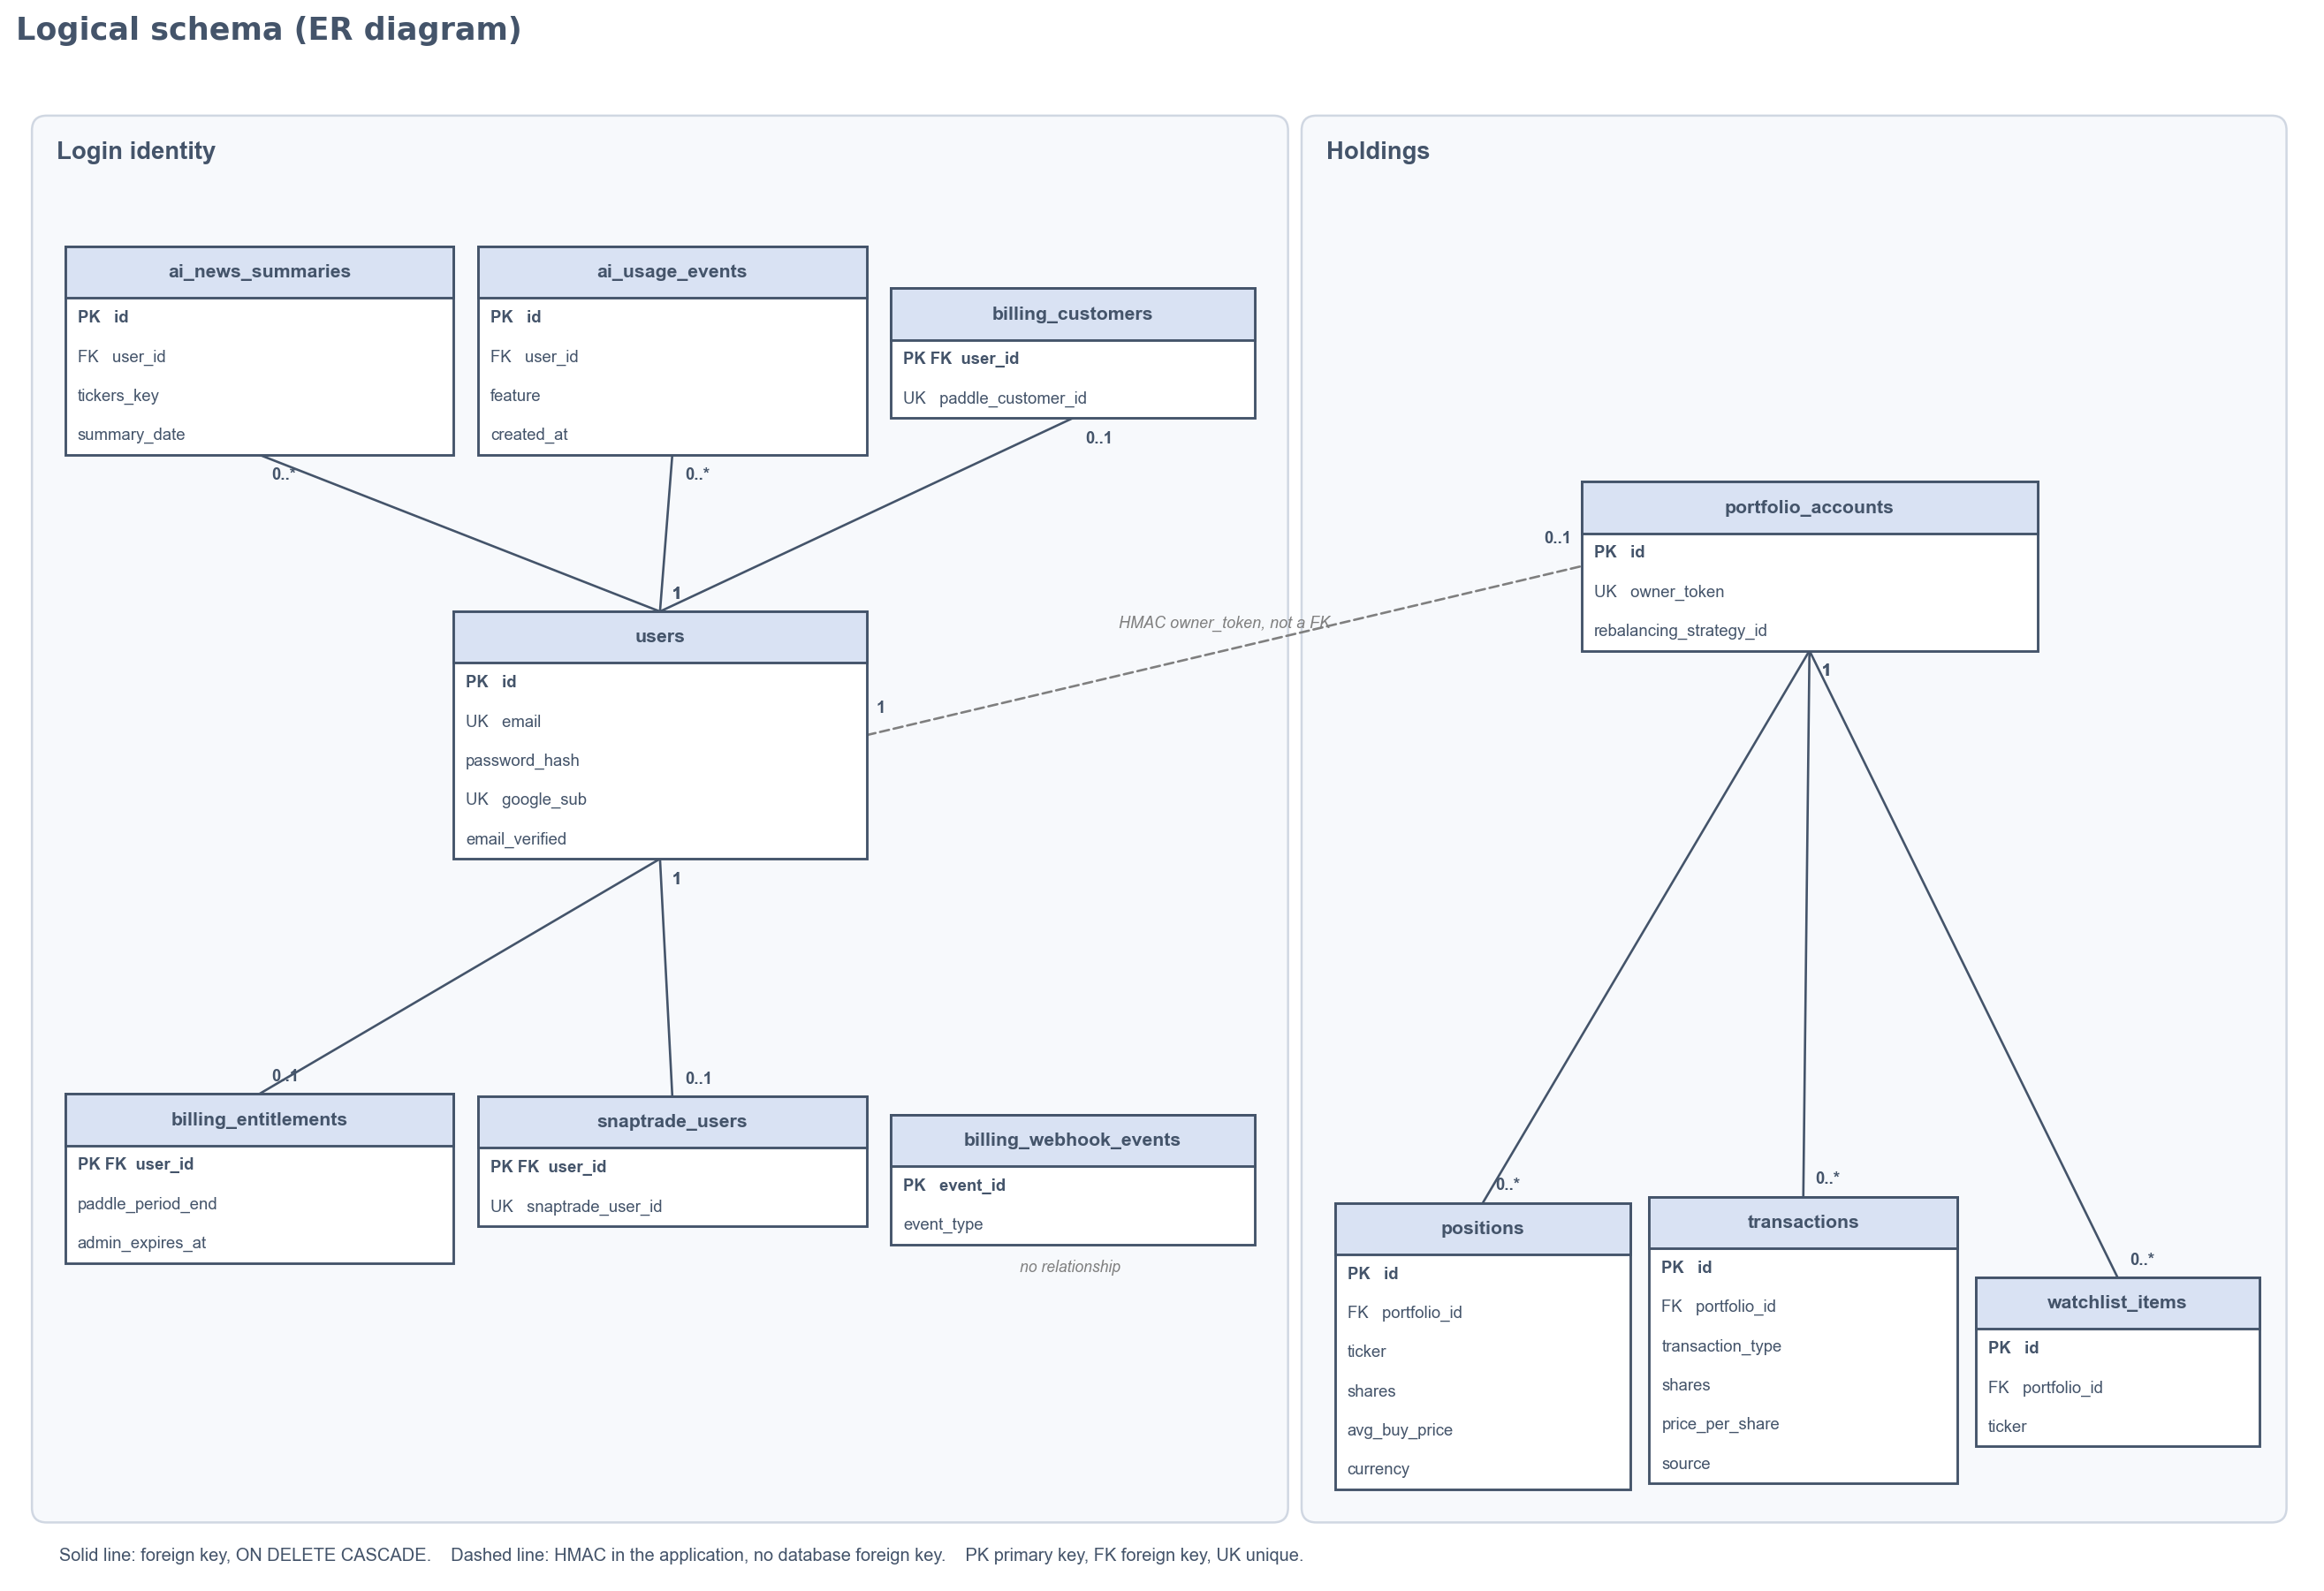 Logical schema (ER diagram)
Login identity
ai_news_summaries
PK id
FK user_id
tickers_key
summary_date
0..*
ai_usage_events
PK id
FK user_id
feature
created_at
0..*
billing_customers
PK FK user_id
UK paddle_customer_id
0..1
1
users
PK id
UK email
password_hash
UK google_sub
email_verified
1
1
HMAC owner_token, not a FK
0..1
billing_entitlements
PK FK user_id
paddle_period_end
admin_expires_at
0..1
snaptrade_users
PK FK user_id
UK snaptrade_user_id
billing_webhook_events
PK event_id
event_type
no relationship
Holdings
0..1
portfolio_accounts
PK id
UK owner_token
rebalancing_strategy_id
1
0..*
positions
PK id
FK portfolio_id
ticker
shares
avg_buy_price
currency
0..*
transactions
PK id
FK portfolio_id
transaction_type
shares
price_per_share
source
0..*
watchlist_items
PK id
FK portfolio_id
ticker
Solid line: foreign key, ON DELETE CASCADE. Dashed line: HMAC in the application, no database foreign key. PK primary key, FK foreign key, UK unique.